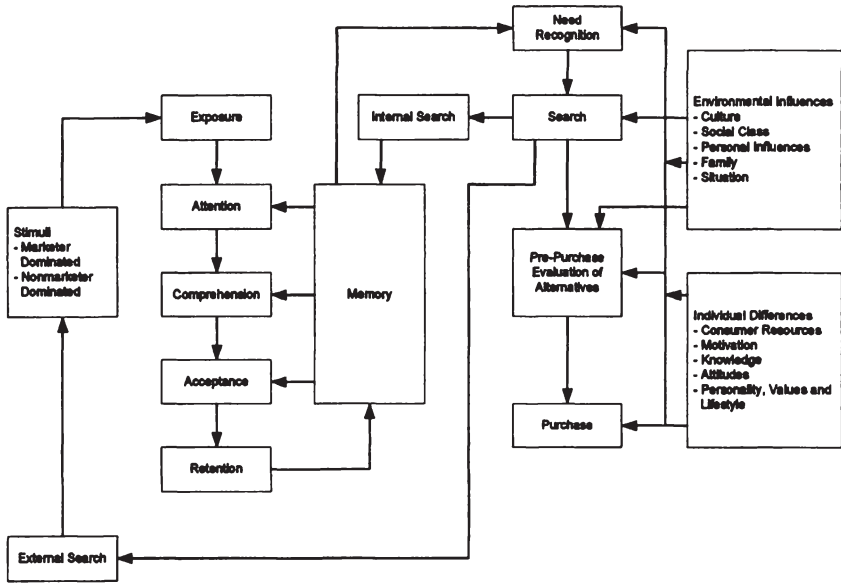 Need
Recognition
Exposure
Internal Search
Search
Environmental Influences
- Culture
- Social Class
- Personal Influences
- Family
- Situation
Attention
Stimuli
- Marketer
Dominated
- Nonmarketer
Dominated
Comprehension
Memory
Pre-Purchase
Evaluation of
Alternatives
Individual Differences
- Consumer Resources
- Motivation
- Knowledge
- Attitudes
- Personality, Values and
Lifestyle
Acceptance
Purchase
Retention
External Search